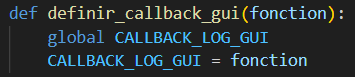 def definir_callback_gui(fonction):
    global CALLBACK_LOG_GUI
    CALLBACK_LOG_GUI = fonction